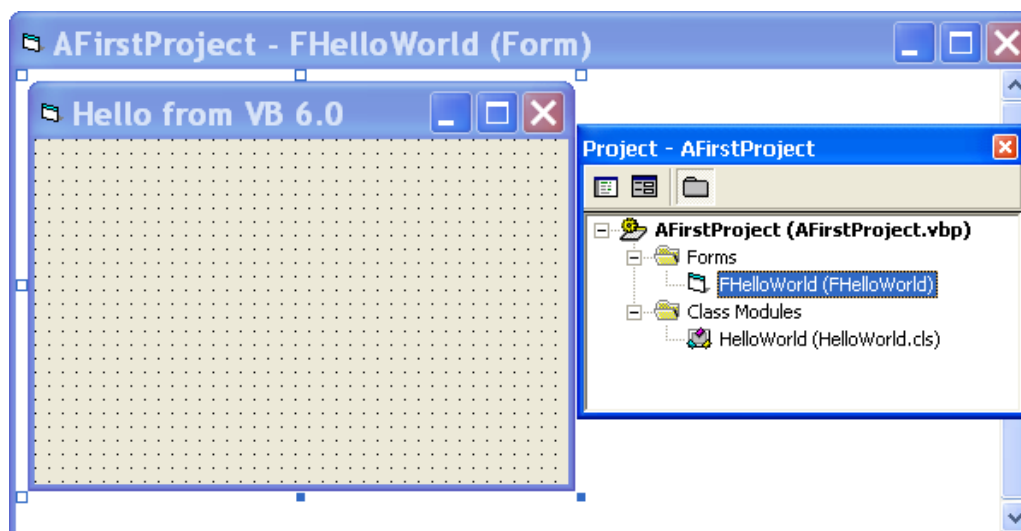 AFirstProject - FHelloWorld (Form)
Hello from VB 6.0
Project - AFirstProject
AFirstProject (AFirstProject.vbp)
Forms
FHelloWorld (FHelloWorld)
Class Modules
HelloWorld (HelloWorld.cls)